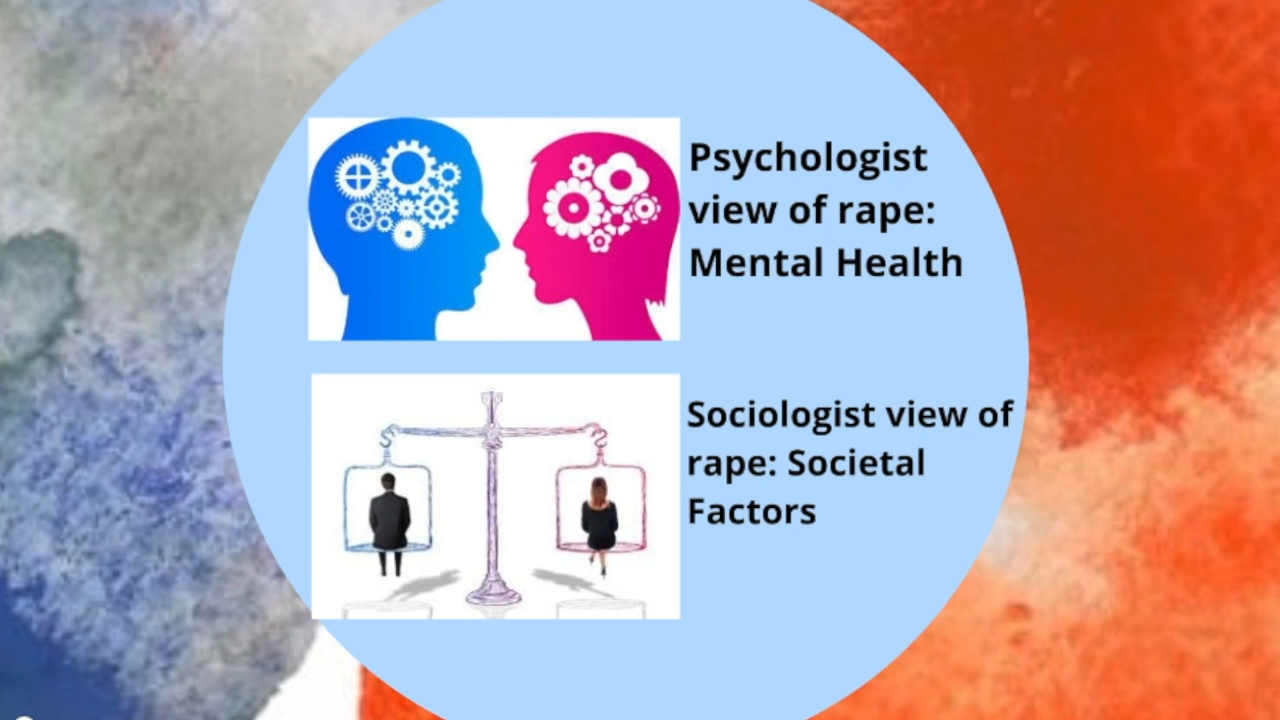 Psychologist
view of rape:
Mental Health
Sociologist view of
rape: Societal
Factors